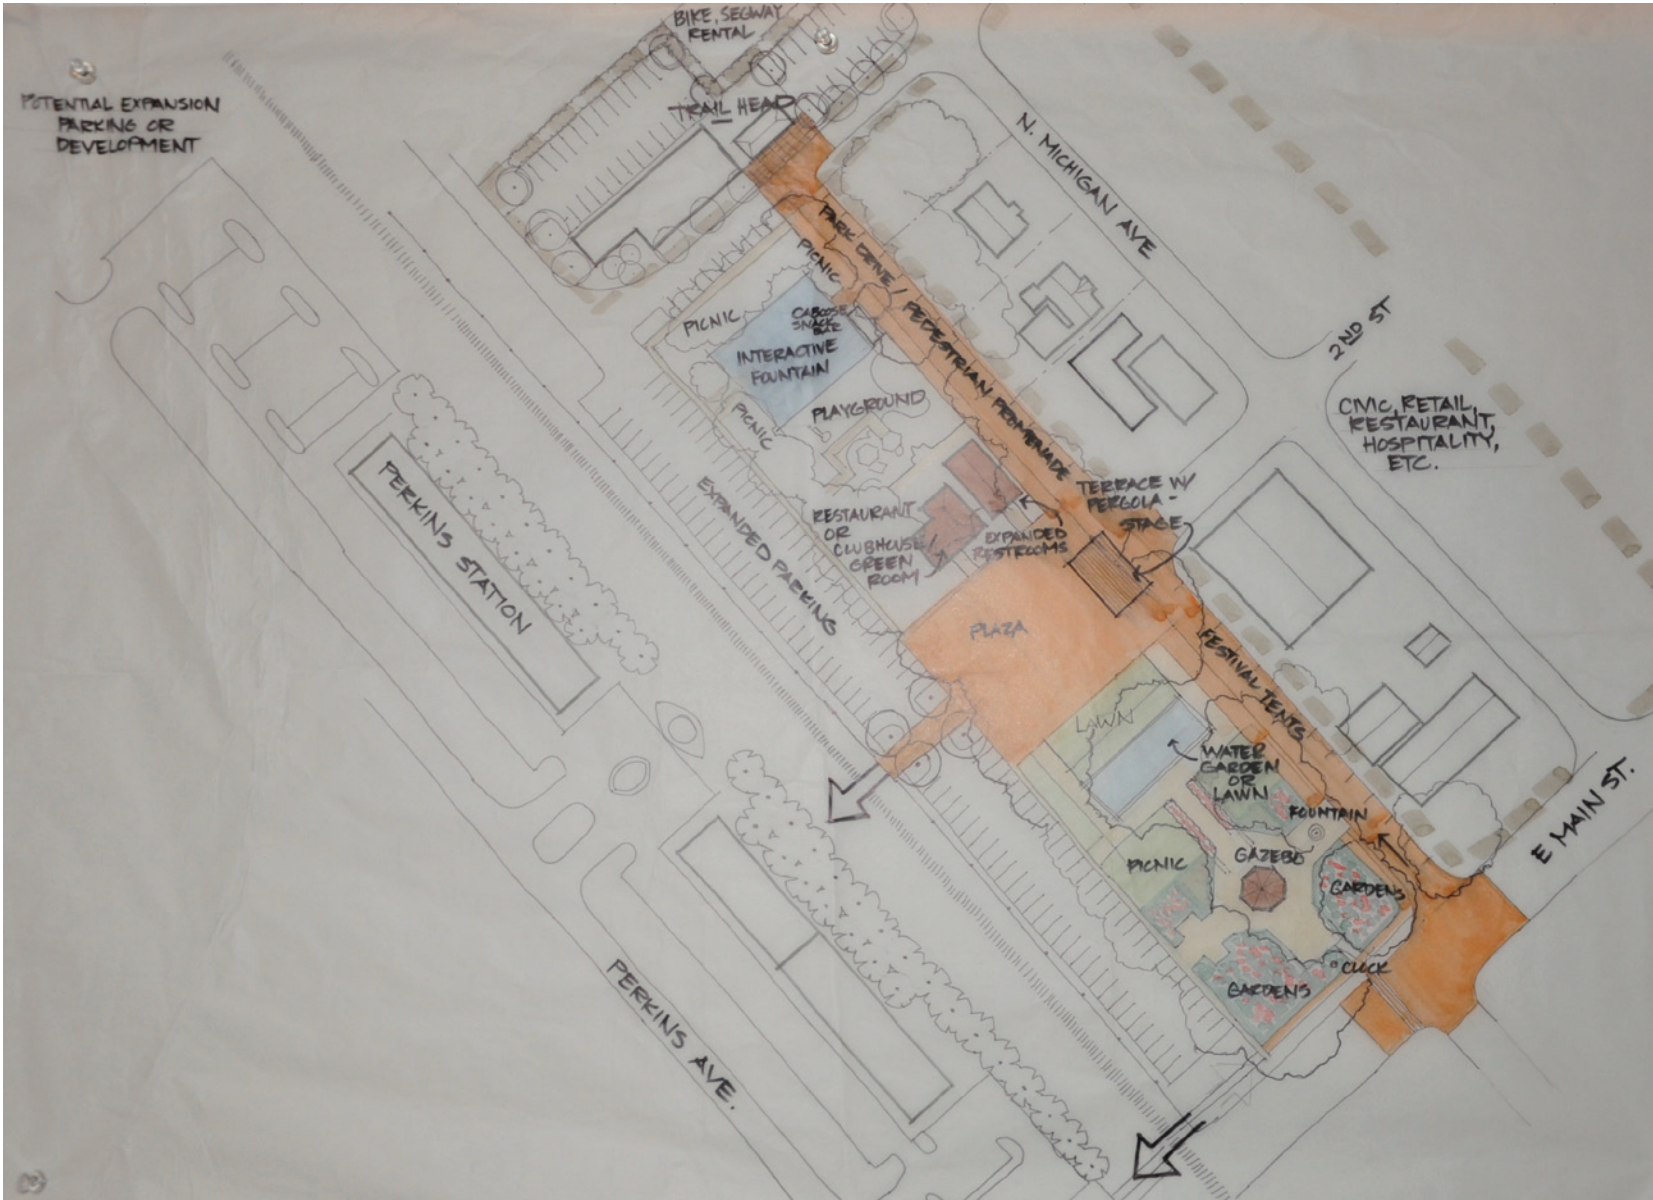 BIKE, SEGWAY
RENTAL
TRAIL HEAD
POTENTIAL EXPANSION
PARKING OR
DEVELOPMENT
N. MICHIGAN AVE
PARK DRIVE / PEDESTRIAN PROMENADE
PICNIC
PICNIC
CABOOSE
SNACK
BAR
INTERACTIVE
FOUNTAIN
PICNIC
PLAYGROUND
2ND ST
CIVIC, RETAIL,
RESTAURANT,
HOSPITALITY,
ETC.
PERKINS STATION
EXPANDED PARKING
RESTAURANT
OR
CLUBHOUSE/
GREEN
ROOM
EXPANDED
RESTROOMS
TERRACE W/
PERGOLA -
STAGE
PLAZA
FESTIVAL TENTS
LAWN
WATER
GARDEN
OR
LAWN
FOUNTAIN
GAZEBO
PICNIC
GARDENS
CLOCK
GARDENS
E MAIN ST.
PERKINS AVE.